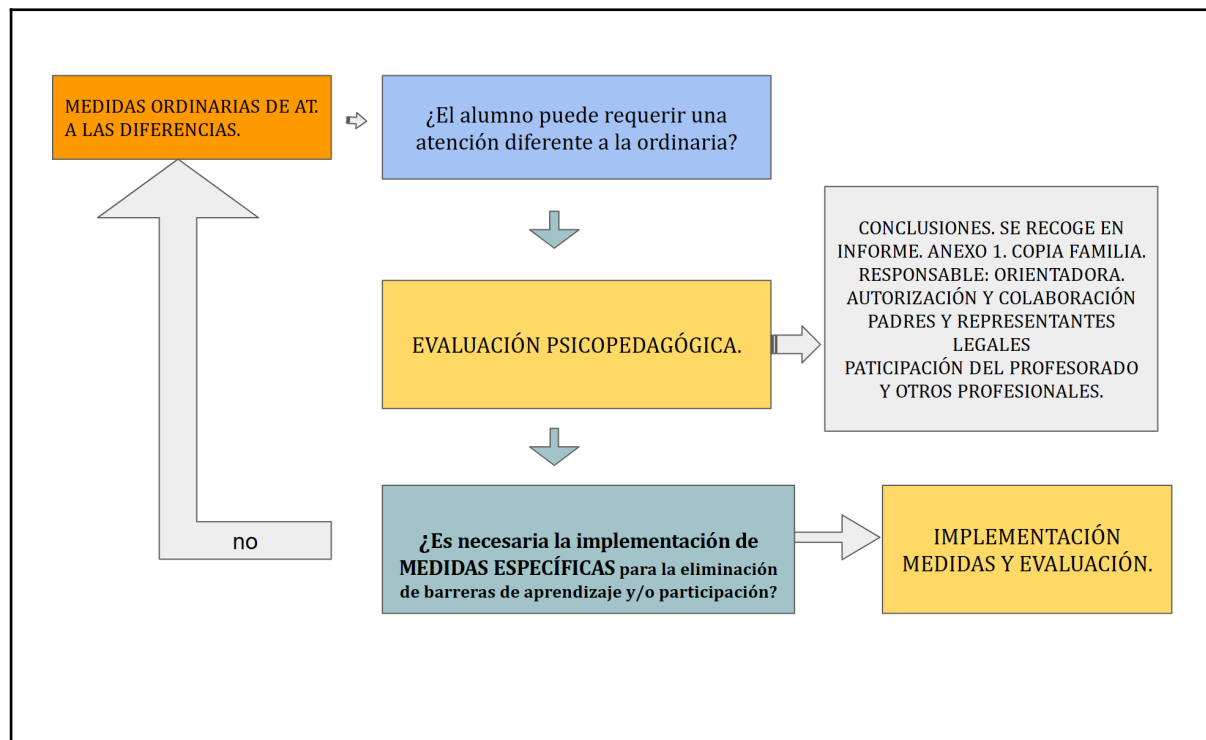 MEDIDAS ORDINARIAS DE AT.
A LAS DIFERENCIAS.
¿El alumno puede requerir una
atención diferente a la ordinaria?
EVALUACIÓN PSICOPEDAGÓGICA.
CONCLUSIONES. SE RECOGE EN
INFORME. ANEXO 1. COPIA FAMILIA.
RESPONSABLE: ORIENTADORA.
AUTORIZACIÓN Y COLABORACIÓN
PADRES Y REPRESENTANTES
LEGALES
PATICIPACIÓN DEL PROFESORADO
Y OTROS PROFESIONALES.
¿Es necesaria la implementación de
MEDIDAS ESPECÍFICAS para la eliminación
de barreras de aprendizaje y/o participación?
no
IMPLEMENTACIÓN
MEDIDAS Y EVALUACIÓN.